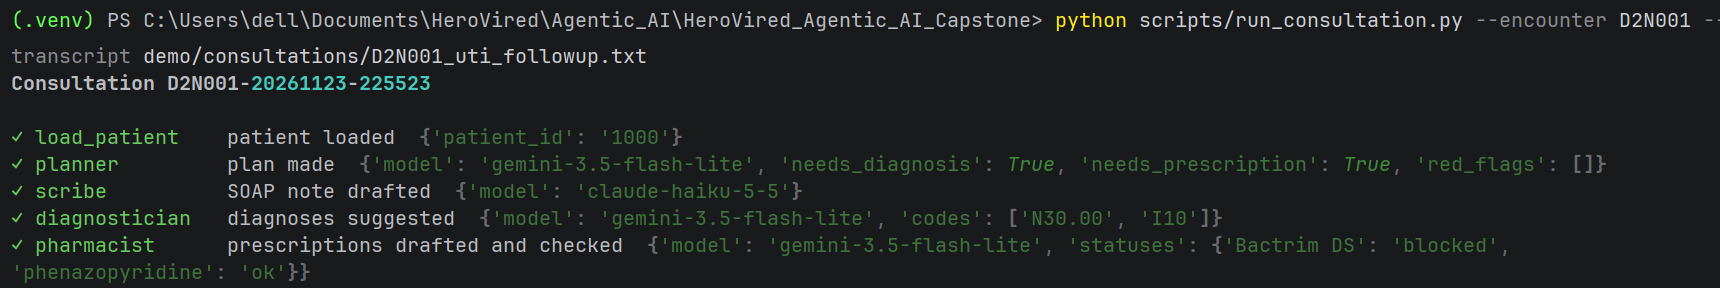 (.venv) PS C:\Users\dell\Documents\HeroVired\Agentic_AI\HeroVired_Agentic_AI_Capstone> python scripts/run_consultation.py --encounter D2N001 --
transcript demo/consultations/D2N001_uti_followup.txt
Consultation D2N001-20261123-225523
✓ load_patient    patient loaded  {'patient_id': '1000'}
✓ planner         plan made  {'model': 'gemini-3.5-flash-lite', 'needs_diagnosis': True, 'needs_prescription': True, 'red_flags': []}
✓ scribe          SOAP note drafted  {'model': 'claude-haiku-5-5'}
✓ diagnostician   diagnoses suggested  {'model': 'gemini-3.5-flash-lite', 'codes': ['N30.00', 'I10']}
✓ pharmacist      prescriptions drafted and checked  {'model': 'gemini-3.5-flash-lite', 'statuses': {'Bactrim DS': 'blocked',
'phenazopyridine': 'ok'}}